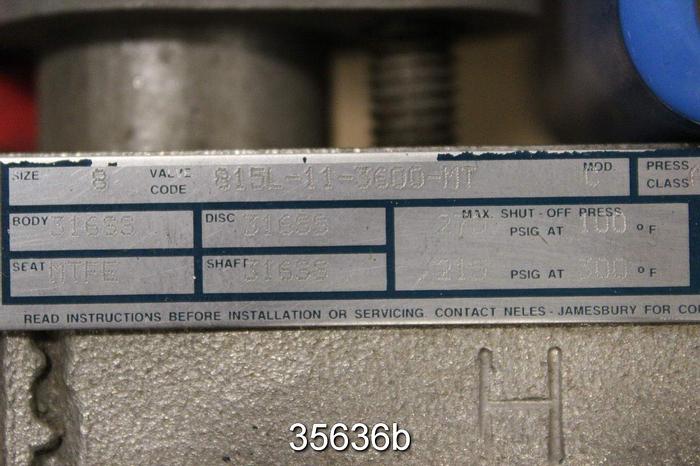 SIZE 8 VALVE CODE 815L-11-3600-MT MOD. C PRESS. CLASS
BODY 316SS DISC 316SS MAX. SHUT-OFF PRESS
PSIG AT 100 °F
SEAT MTFE SHAFT 316SS 215 PSIG AT 300 °F
READ INSTRUCTIONS BEFORE INSTALLATION OR SERVICING CONTACT NELES-JAMESBURY FOR CO
H
35636b